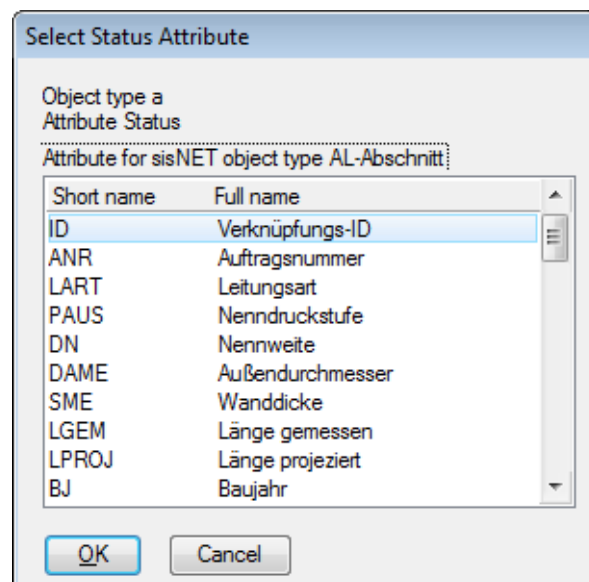 Select Status Attribute
Object type a
Attribute Status
Attribute for sisNET object type AL-Abschnitt
Short name Full name
ID Verknüpfungs-ID
ANR Auftragsnummer
LART Leitungsart
PAUS Nenndruckstufe
DN Nennweite
DAME Außendurchmesser
SME Wanddicke
LGEM Länge gemessen
LPROJ Länge projeziert
BJ Baujahr
OK Cancel